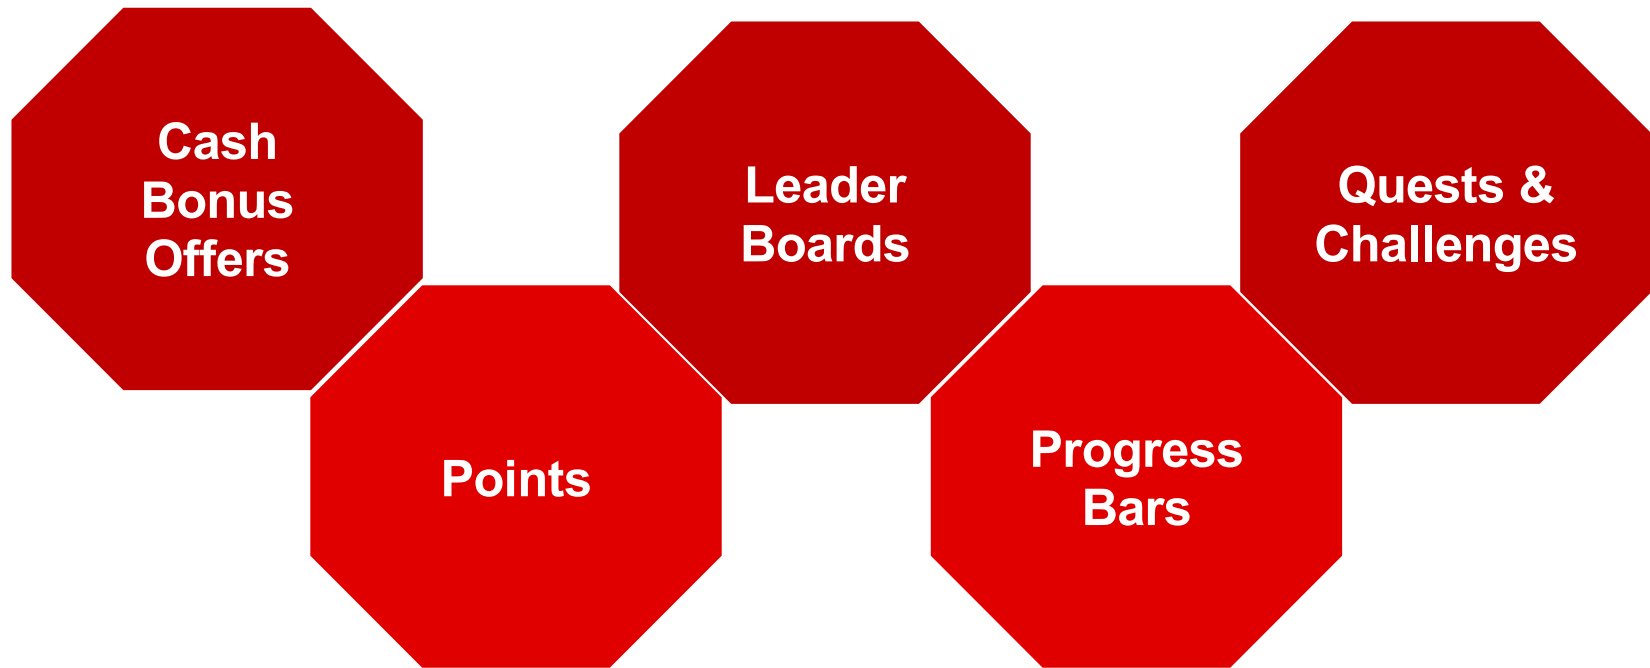 Cash
Bonus
Offers
Points
Leader
Boards
Progress
Bars
Quests &
Challenges